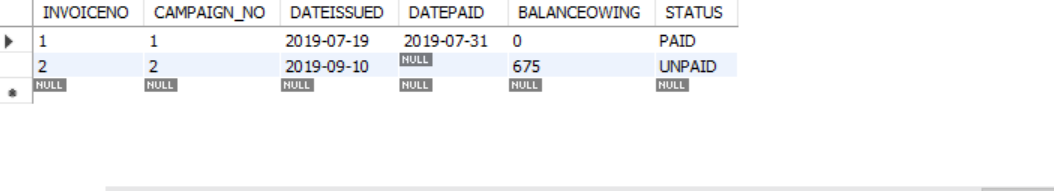 INVOICENO CAMPAIGN_NO DATEISSUED DATEPAID BALANCEOWING STATUS
1 1 2019-07-19 2019-07-31 0 PAID
2 2 2019-09-10 NULL 675 UNPAID
NULL NULL NULL NULL NULL NULL